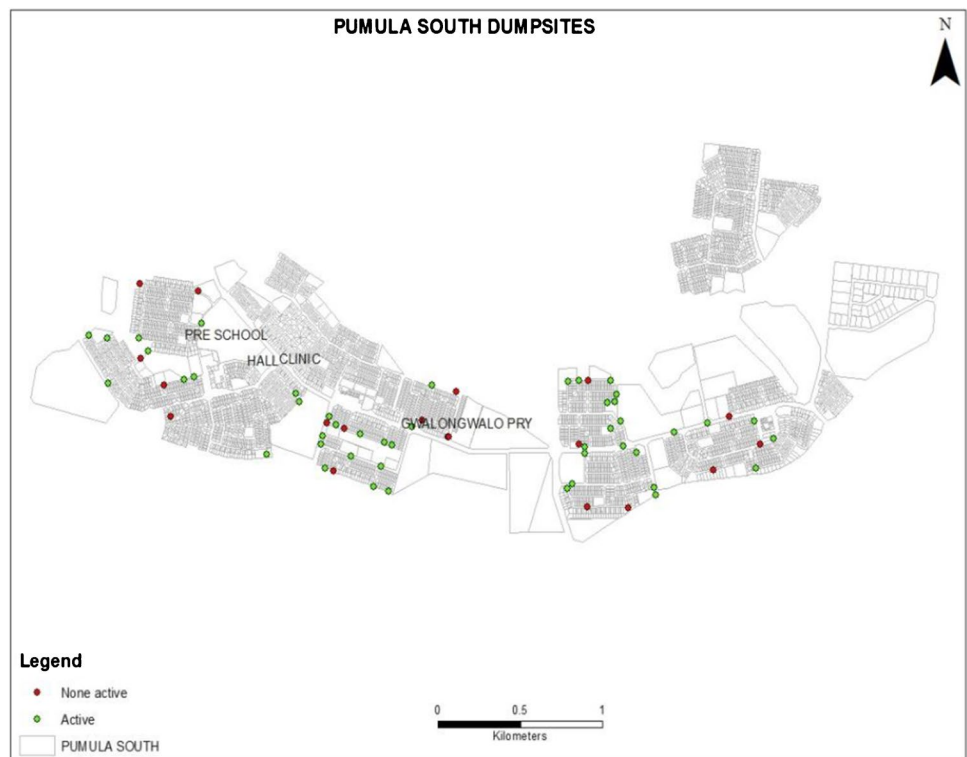 PUMULA SOUTH DUMPSITES
N
PRE SCHOOL
HALL
CLINIC
GWALONGWALO PRY
Legend
None active
Active
PUMULA SOUTH
0 0.5 1
Kilometers